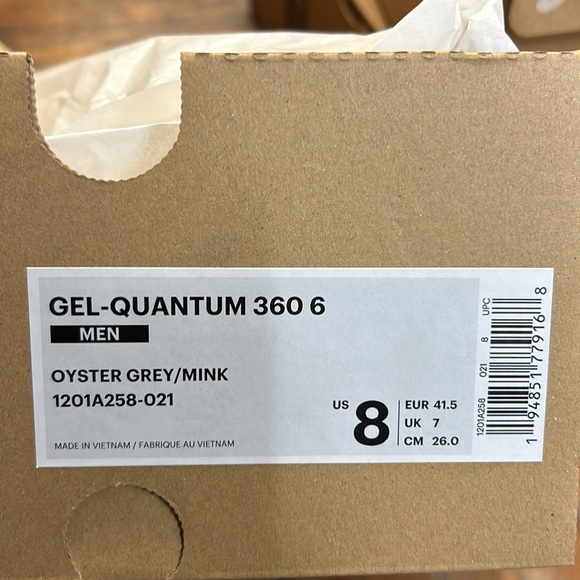 GEL-QUANTUM 360 6
MEN
OYSTER GREY/MINK
1201A258-021
US 8
EUR 41.5
UK 7
CM 26.0
MADE IN VIETNAM / FABRIQUE AU VIETNAM
1201A258 021 8 UPC
1 94851 77916 8